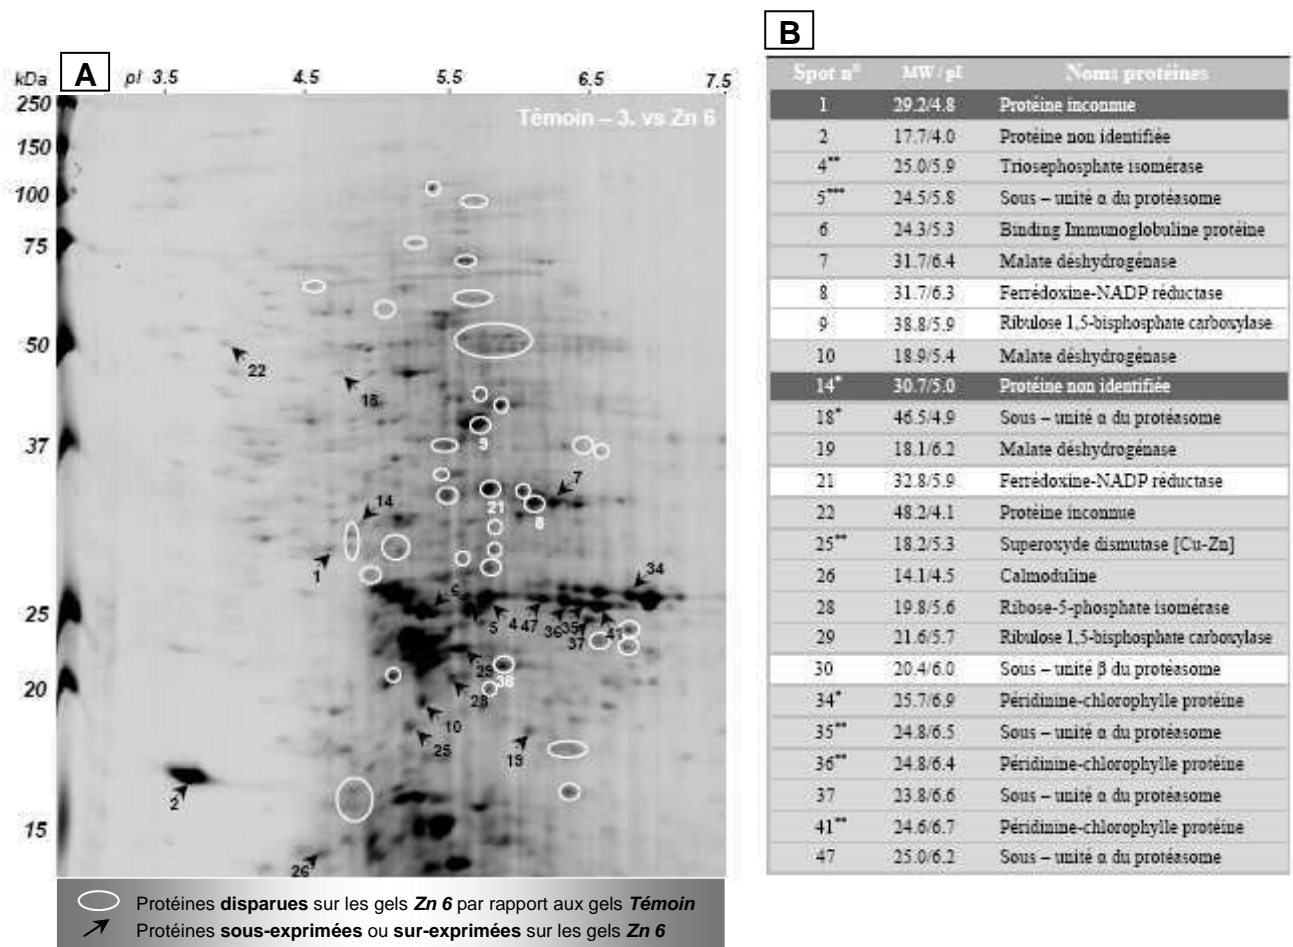 A
kDa pI 3.5 4.5 5.5 6.5 7.5
Témoin – 3. vs Zn 6
250
150
100
75
50
37
25
20
15
22
18
9
7
21
8
14
1
34
6
5 4 47 36 35 37 41
29
38
28
10
25
19
2
26
Protéines disparues sur les gels Zn 6 par rapport aux gels Témoin
Protéines sous-exprimées ou sur-exprimées sur les gels Zn 6
B
Spot n° MW / pI Noms protéines
1 29.2/4.8 Protéine inconnue
2 17.7/4.0 Protéine non identifiée
4** 25.0/5.9 Triosephosphate isomérase
5*** 24.5/5.8 Sous – unité α du protéasome
6 24.3/5.3 Binding Immunoglobuline protéine
7 31.7/6.4 Malate déshydrogénase
8 31.7/6.3 Ferrédoxine-NADP réductase
9 38.8/5.9 Ribulose 1,5-bisphosphate carboxylase
10 18.9/5.4 Malate déshydrogénase
14* 30.7/5.0 Protéine non identifiée
18* 46.5/4.9 Sous – unité α du protéasome
19 18.1/6.2 Malate déshydrogénase
21 32.8/5.9 Ferrédoxine-NADP réductase
22 48.2/4.1 Protéine inconnue
25** 18.2/5.3 Superoxyde dismutase [Cu-Zn]
26 14.1/4.5 Calmoduline
28 19.8/5.6 Ribose-5-phosphate isomérase
29 21.6/5.7 Ribulose 1,5-bisphosphate carboxylase
30 20.4/6.0 Sous – unité β du protéasome
34* 25.7/6.9 Péridinine-chlorophylle protéine
35** 24.8/6.5 Sous – unité α du protéasome
36** 24.8/6.4 Péridinine-chlorophylle protéine
37 23.8/6.6 Sous – unité α du protéasome
41** 24.6/6.7 Péridinine-chlorophylle protéine
47 25.0/6.2 Sous – unité α du protéasome